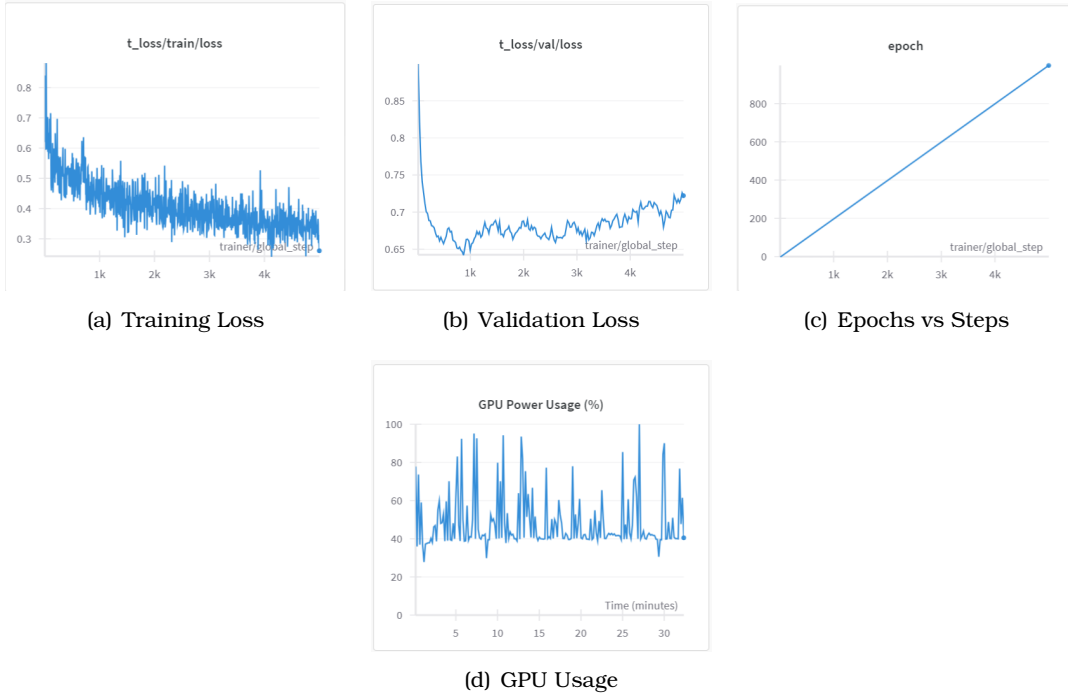 t_loss/train/loss
0.8
0.7
0.6
0.5
0.4
0.3
trainer/global_step
1k
2k
3k
4k
(a) Training Loss
t_loss/val/loss
0.85
0.8
0.75
0.7
0.65
trainer/global_step
1k
2k
3k
4k
(b) Validation Loss
epoch
800
600
400
200
0
trainer/global_step
1k
2k
3k
4k
(c) Epochs vs Steps
GPU Power Usage (%)
100
80
60
40
20
0
Time (minutes)
5
10
15
20
25
30
(d) GPU Usage